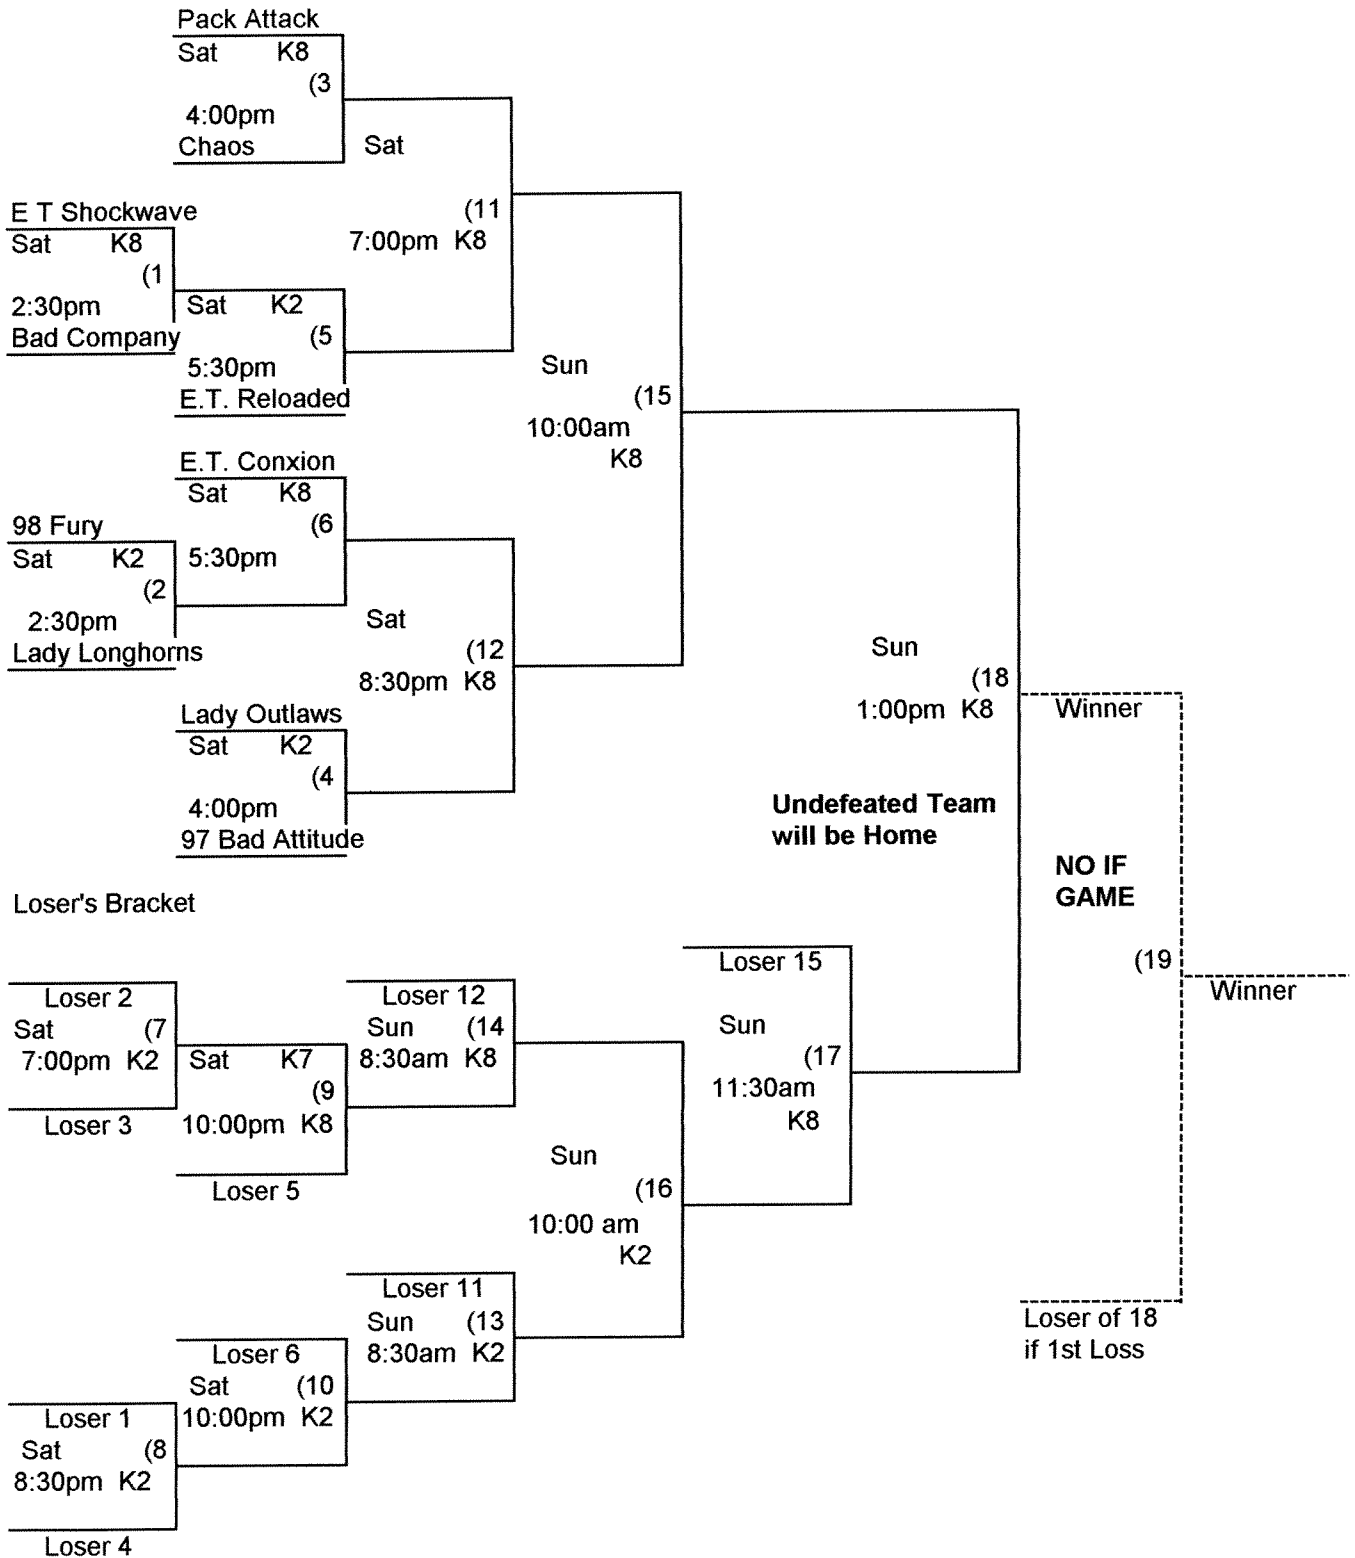 Pack Attack
Sat K8
(3
4:00pm
Chaos
Sat
E T Shockwave
(11
Sat K8
7:00pm K8
(1
2:30pm
Sat K2
Bad Company
(5
5:30pm
Sun
E.T. Reloaded
(15
10:00am
E.T. Conxion
K8
Sat K8
98 Fury
(6
Sat K2
5:30pm
(2
2:30pm
Sat
Lady Longhorns
(12
Sun
8:30pm K8
(18
Lady Outlaws
1:00pm K8
Winner
Sat K2
(4
4:00pm
Undefeated Team
97 Bad Attitude
will be Home
NO IF
GAME
Loser's Bracket
(19
Loser 15
Winner
Loser 2
Loser 12
Sat (7
Sun (14
Sun
7:00pm K2
Sat K7
8:30am K8
(17
(9
11:30am
Loser 3
10:00pm K8
K8
Sun
Loser 5
(16
10:00 am
K2
Loser 11
Sun (13
Loser of 18
Loser 6
8:30am K2
if 1st Loss
Sat (10
Loser 1
10:00pm K2
Sat (8
8:30pm K2
Loser 4